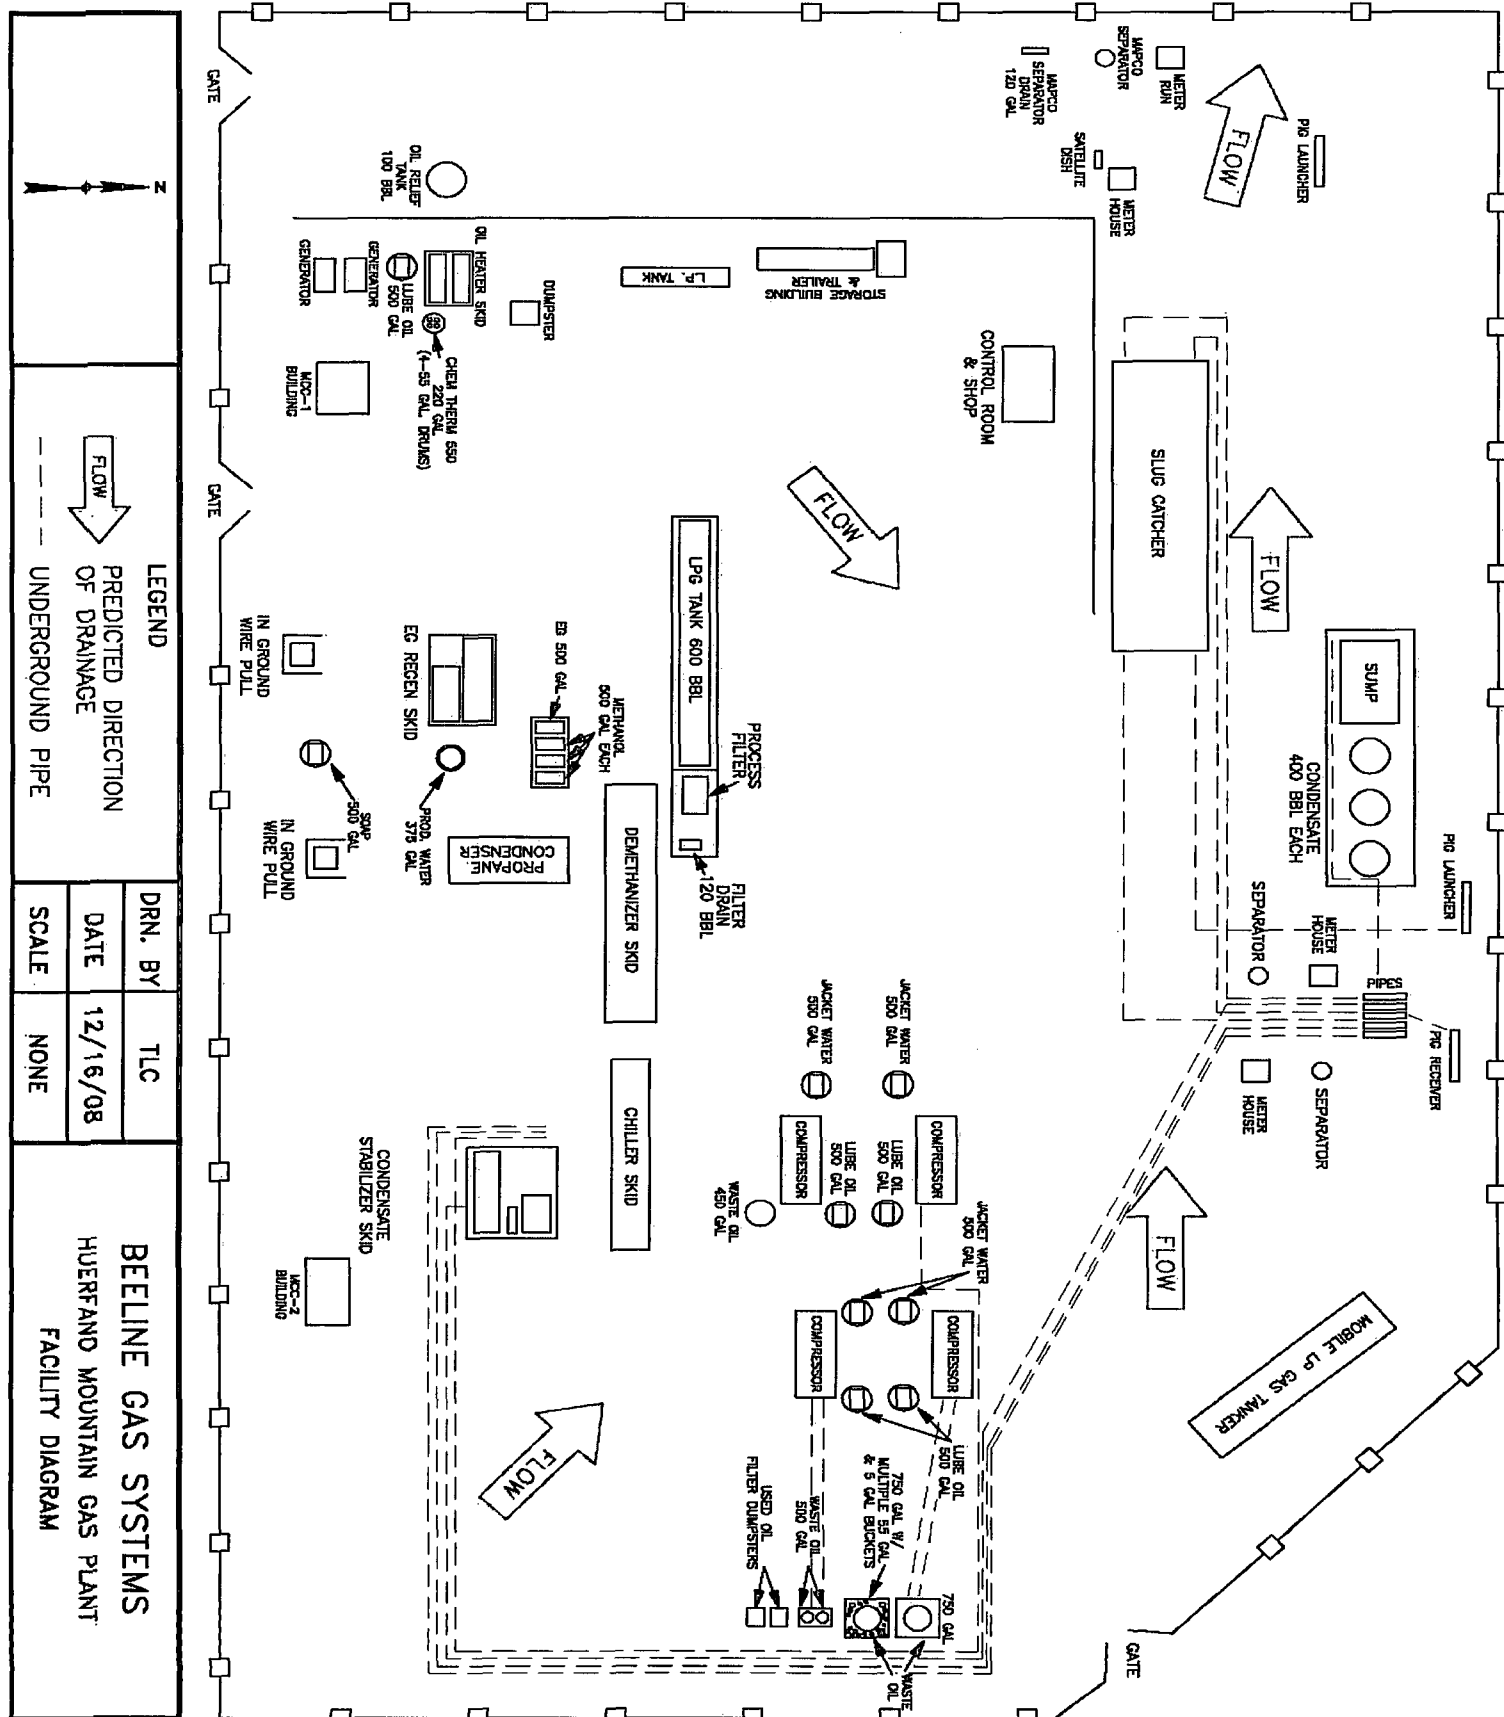 GATE
OIL RELIEF
TANK
100 BBL
MAPCO
SEPARATOR
DRAIN
120 GAL
MAPCO
SEPARATOR
METER
RUN
FLOW
PIG LAUNCHER
SATELLITE
DISH
METER
HOUSE
GENERATOR
GENERATOR
LUBE OIL
500 GAL
OIL HEATER SKID
CHEM THERM 550
220 GAL
(4-55 GAL DRUMS)
DUMPSTER
L.P. TANK
STORAGE BUILDING
& TRAILER
CONTROL ROOM
& SHOP
MCC-1
BUILDING
GATE
FLOW
SLUG CATCHER
FLOW
SUMP
CONDENSATE
400 BBL EACH
PIG LAUNCHER
IN GROUND
WIRE PULL
EG REGEN SKID
EG 500 GAL
METHANOL
500 GAL EACH
LPG TANK 600 BBL
PROCESS
FILTER
FILTER
DRAIN
120 BBL
SOAP
500 GAL
IN GROUND
WIRE PULL
PROD. WATER
375 GAL
PROPANE
CONDENSER
DEMETHANIZER SKID
SEPARATOR
METER
HOUSE
PIPES
PIG RECEIVER
METER
HOUSE
SEPARATOR
JACKET WATER
500 GAL
JACKET WATER
500 GAL
CHILLER SKID
COMPRESSOR
LUBE OIL
500 GAL
LUBE OIL
500 GAL
COMPRESSOR
WASTE OIL
450 GAL
JACKET WATER
500 GAL
CONDENSATE
STABILIZER SKID
MCC-2
BUILDING
COMPRESSOR
COMPRESSOR
FLOW
MOBILE LP GAS TANKER
FLOW
LUBE OIL
500 GAL
750 GAL W/
MULTIPLE 55 GAL
& 5 GAL BUCKETS
WASTE OIL
500 GAL
USED OIL
FILTER DUMPSTERS
750 GAL
WASTE
OIL
GATE
N
LEGEND
FLOW
PREDICTED DIRECTION
OF DRAINAGE
UNDERGROUND PIPE
DRN. BY TLC
DATE 12/16/08
SCALE NONE
BEELINE GAS SYSTEMS
HUERFANO MOUNTAIN GAS PLANT
FACILITY DIAGRAM